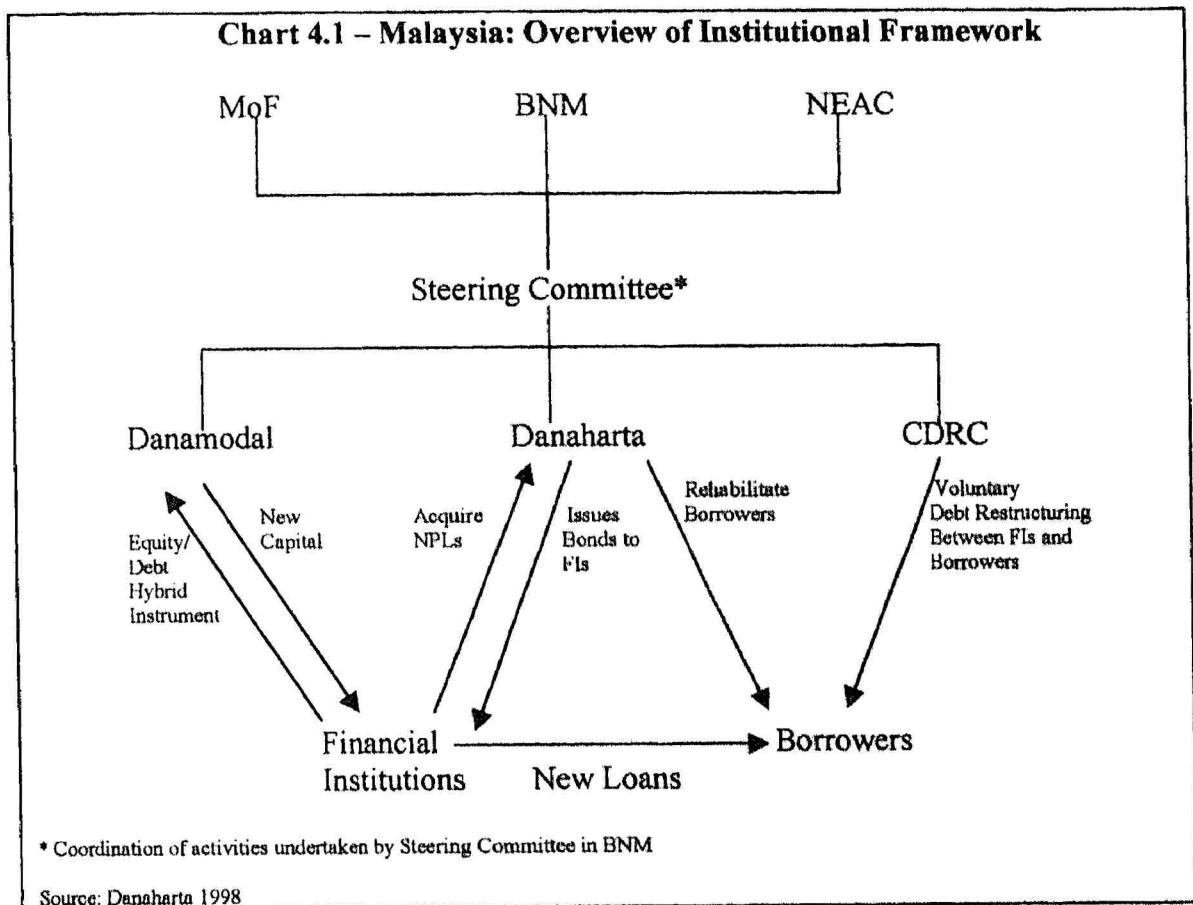 Chart 4.1 – Malaysia: Overview of Institutional Framework
MoF
BNM
NEAC
Steering Committee*
Danamodal
Danaharta
CDRC
Equity/
Debt
Hybrid
Instrument
New
Capital
Acquire
NPLs
Issues
Bonds to
FIs
Rehabilitate
Borrowers
Voluntary
Debt Restructuring
Between FIs and
Borrowers
Financial
Institutions
New Loans
Borrowers
* Coordination of activities undertaken by Steering Committee in BNM
Source: Danaharta 1998